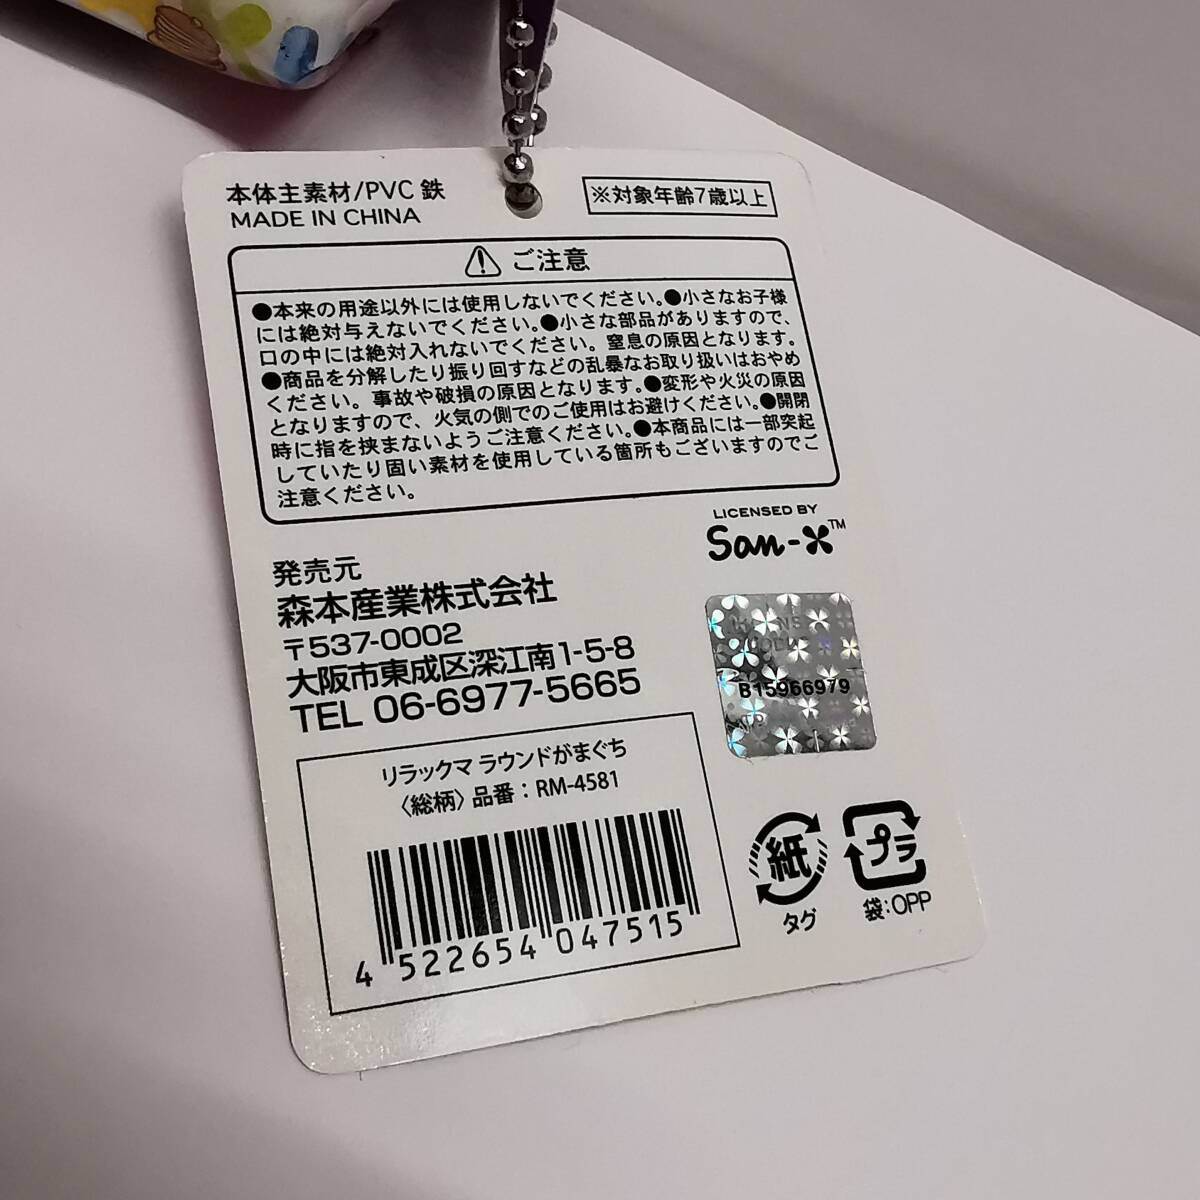 本体主素材/PVC 鉄
MADE IN CHINA
※対象年齢7歳以上
ご注意
●本来の用途以外には使用しないでください。●小さなお子様
には絶対与えないでください。●小さな部品がありますので、
口の中には絶対入れないでください。窒息の原因となります。
●商品を分解したり振り回すなどの乱暴なお取り扱いはおやめ
ください。事故や破損の原因となります。●変形や火災の原因
となりますので、火気の側でのご使用はお避けください。●開閉
時に指を挟まないようご注意ください。●本商品には一部突起
していたり固い素材を使用している箇所もございますのでご
注意ください。
LICENSED BY
San-X™
発売元
森本産業株式会社
〒537-0002
大阪市東成区深江南1-5-8
TEL 06-6977-5665
B15966979
リラックマ ラウンドがまぐち
〈総柄〉品番：RM-4581
4 522654 047515
紙
タグ
プラ
袋:OPP